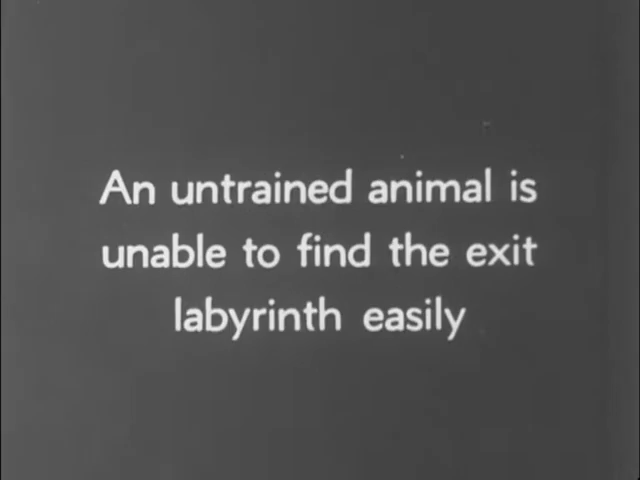 An untrained animal is
unable to find the exit
labyrinth easily